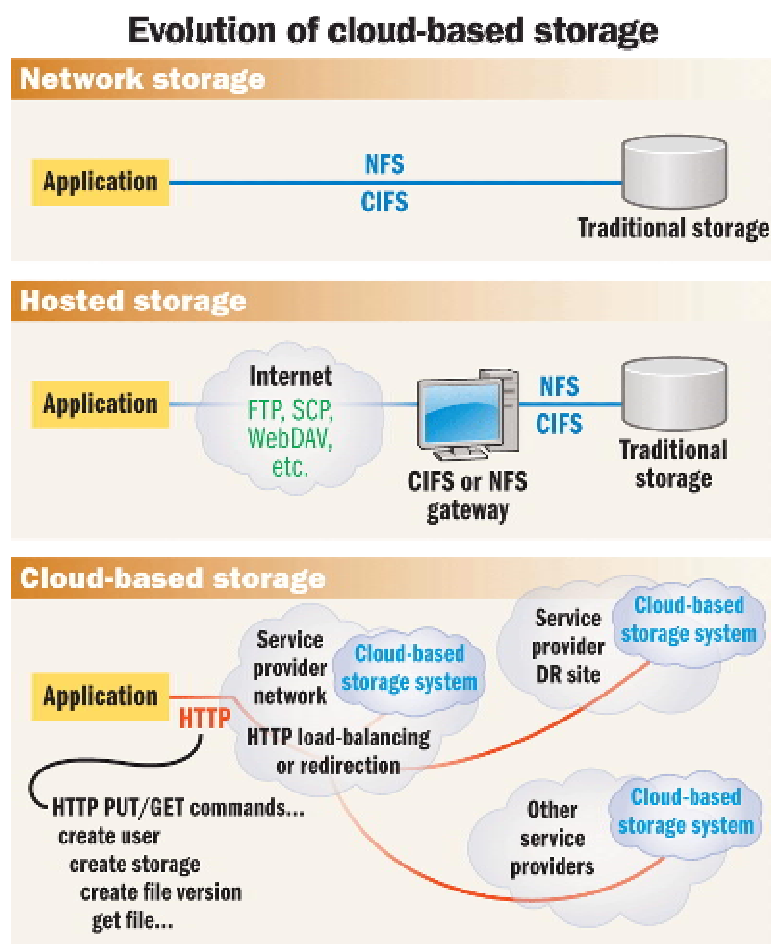 Evolution of cloud-based storage
Network storage
Application
NFS
CIFS
Traditional storage
Hosted storage
Application
Internet
FTP, SCP,
WebDAV,
etc.
CIFS or NFS
gateway
NFS
CIFS
Traditional
storage
Cloud-based storage
Application
HTTP
Service
provider
network
Cloud-based
storage system
HTTP load-balancing
or redirection
Service
provider
DR site
Cloud-based
storage system
Other
service
providers
Cloud-based
storage system
HTTP PUT/GET commands...
create user
create storage
create file version
get file...